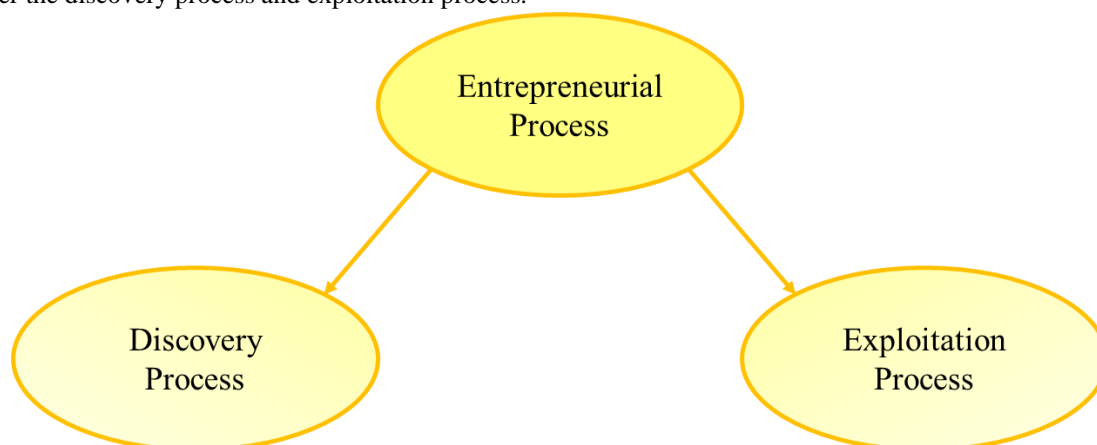 the discovery process and exploitation process.
Entrepreneurial
Process
Discovery
Process
Exploitation
Process